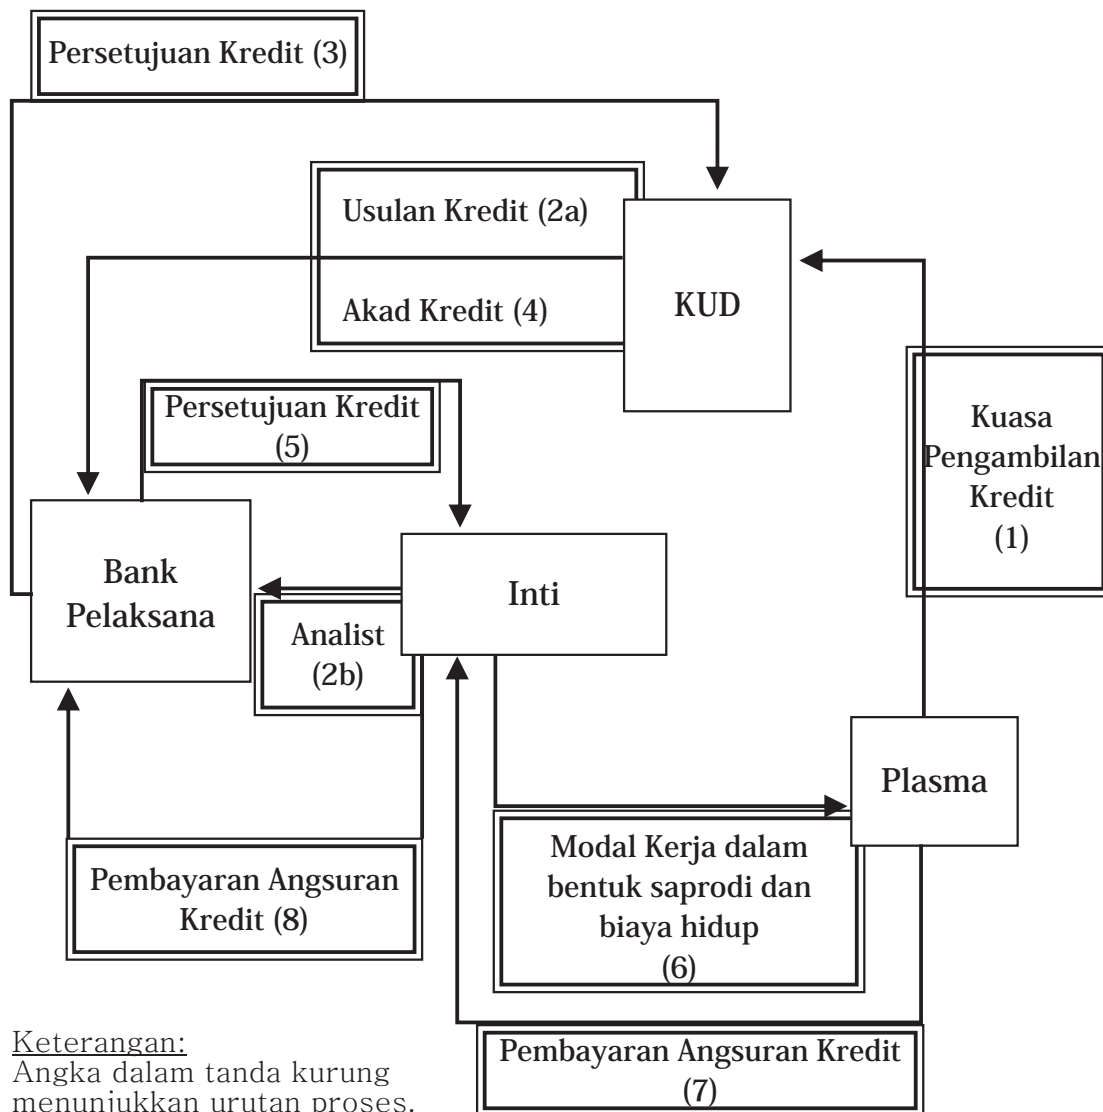 Persetujuan Kredit (3)
Usulan Kredit (2a)
Akad Kredit (4)
KUD
Persetujuan Kredit
(5)
Kuasa
Pengambilan
Kredit
(1)
Bank
Pelaksana
Inti
Analist
(2b)
Plasma
Modal Kerja dalam
bentuk saprodi dan
biaya hidup
(6)
Pembayaran Angsuran
Kredit (8)
Pembayaran Angsuran Kredit
(7)
Keterangan:
Angka dalam tanda kurung
menunjukkan urutan proses.